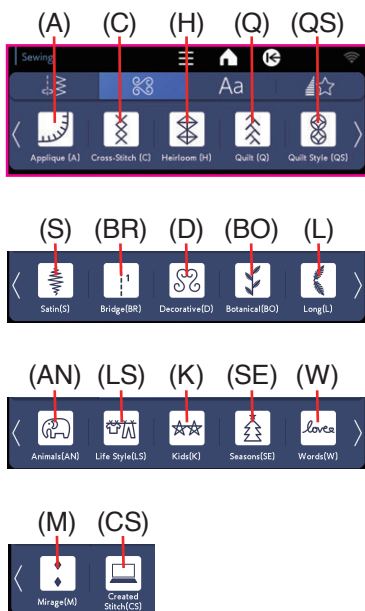 (A) (C) (H) (Q) (QS)
Sewing
Aa
Applique (A) Cross-Stitch (C) Heirloom (H) Quilt (Q) Quilt Style (QS)
(S) (BR) (D) (BO) (L)
1
Satin(S) Bridge(BR) Decorative(D) Botanical(BO) Long(L)
(AN) (LS) (K) (SE) (W)
love
Animals(AN) Life Style(LS) Kids(K) Seasons(SE) Words(W)
(M) (CS)
Mirage(M) Created
Stitch(CS)